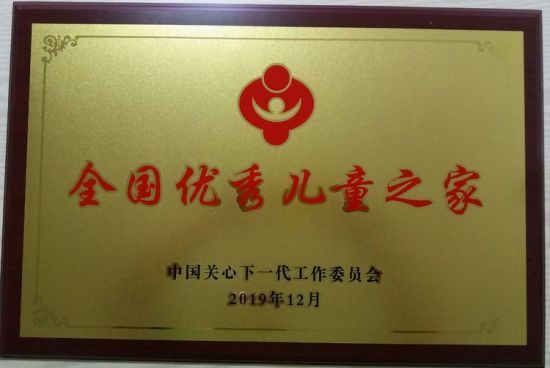 全国优秀儿童之家
中国关心下一代工作委员会
2019年12月